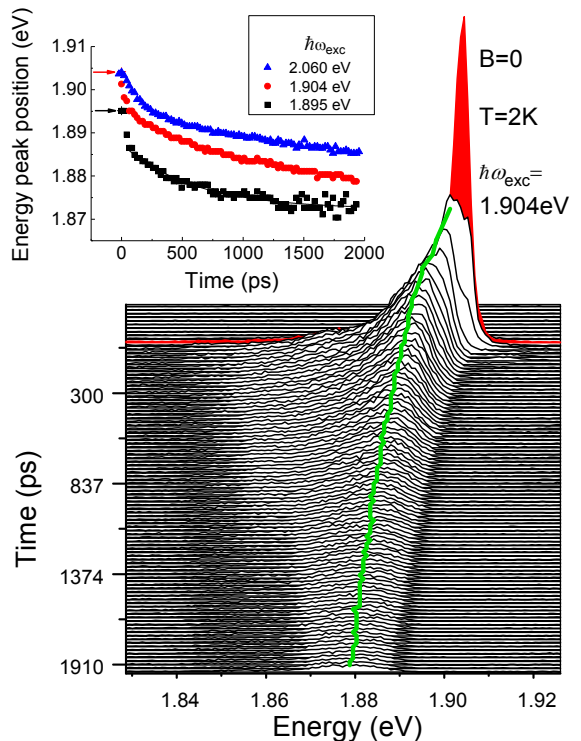 Energy peak position (eV)
1.91
1.90
1.89
1.88
1.87
0 500 1000 1500 2000
Time (ps)
ℏω_exc
2.060 eV
1.904 eV
1.895 eV
B=0
T=2K
ℏω_exc=
1.904eV
Time (ps)
300
837
1374
1910
1.84 1.86 1.88 1.90 1.92
Energy (eV)